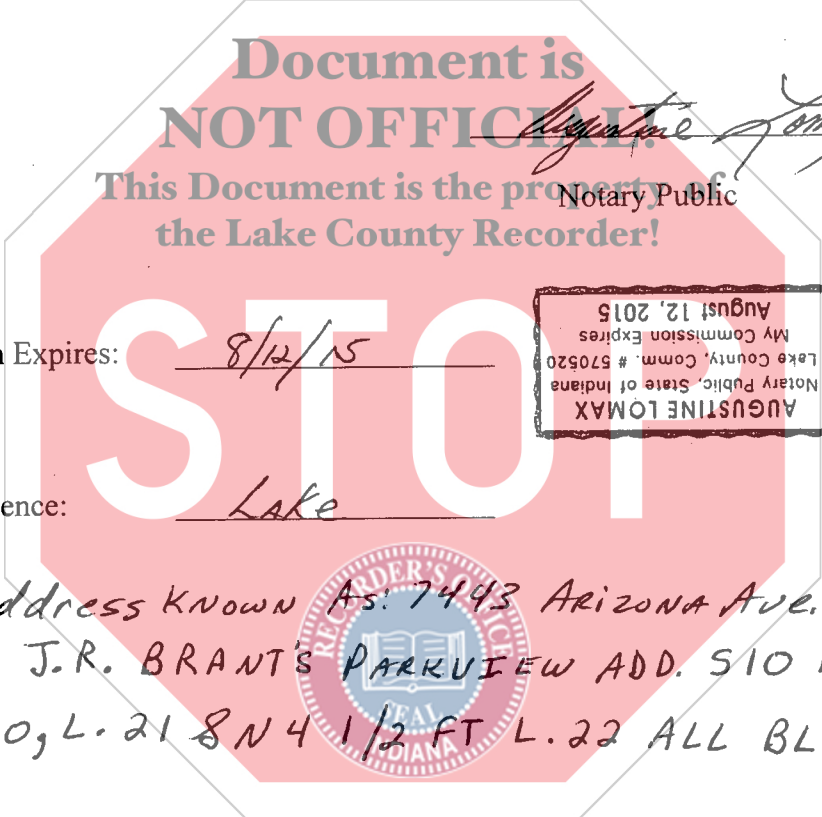 Document is
NOT OFFICIAL!
This Document is the property of
the Lake County Recorder!
Augustine Lom
Notary Public
AUGUSTINE LOMAX
Notary Public, State of Indiana
Lake County, Comm. # 570520
My Commission Expires
August 12, 2015
Expires: 8/12/15
STOP
ence: LAKE
ddress KNOWN As: 7443 ARIZONA AVE.
J.R. BRANT'S PARKVIEW ADD. S10
O, L. 21 & N 4 1/2 FT L. 22 ALL BL
RECORDER'S OFFICE
SEAL
INDIANA